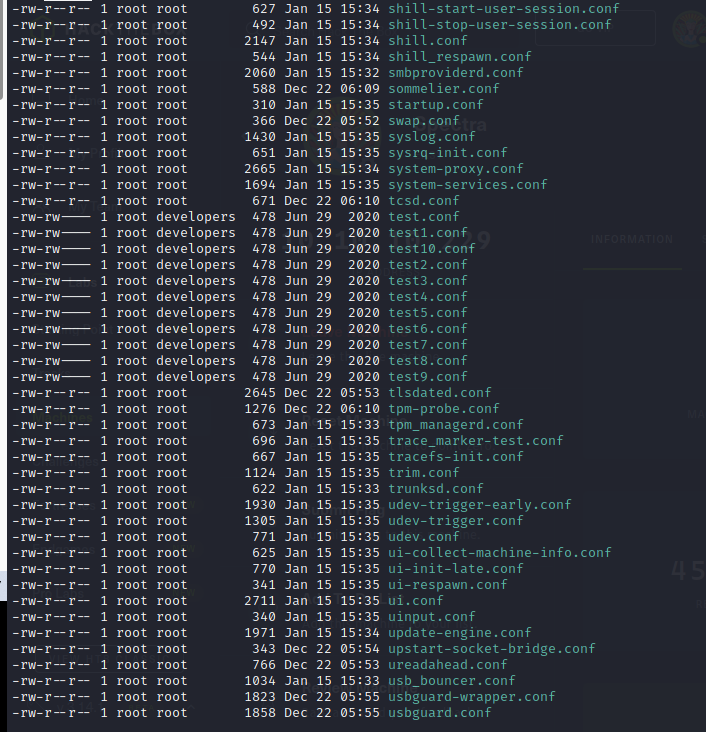 -rw-r--r-- 1 root root 627 Jan 15 15:34 shill-start-user-session.conf
-rw-r--r-- 1 root root 492 Jan 15 15:34 shill-stop-user-session.conf
-rw-r--r-- 1 root root 2147 Jan 15 15:34 shill.conf
-rw-r--r-- 1 root root 544 Jan 15 15:34 shill_respawn.conf
-rw-r--r-- 1 root root 2060 Jan 15 15:32 smbproviderd.conf
-rw-r--r-- 1 root root 588 Dec 22 06:09 sommelier.conf
-rw-r--r-- 1 root root 310 Jan 15 15:35 startup.conf
-rw-r--r-- 1 root root 366 Dec 22 05:52 swap.conf
Spectra
-rw-r--r-- 1 root root 1430 Jan 15 15:35 syslog.conf
-rw-r--r-- 1 root root 651 Jan 15 15:35 sysrq-init.conf
-rw-r--r-- 1 root root 2665 Jan 15 15:34 system-proxy.conf
-rw-r--r-- 1 root root 1694 Jan 15 15:35 system-services.conf
-rw-r--r-- 1 root root 671 Dec 22 06:10 tcsd.conf
-rw-rw---- 1 root developers 478 Jun 29 2020 test.conf
-rw-rw---- 1 root developers 478 Jun 29 2020 test1.conf
INFORMATION
-rw-rw---- 1 root developers 478 Jun 29 2020 test10.conf
-rw-rw---- 1 root developers 478 Jun 29 2020 test2.conf
-rw-rw---- 1 root developers 478 Jun 29 2020 test3.conf
-rw-rw---- 1 root developers 478 Jun 29 2020 test4.conf
-rw-rw---- 1 root developers 478 Jun 29 2020 test5.conf
-rw-rw---- 1 root developers 478 Jun 29 2020 test6.conf
-rw-rw---- 1 root developers 478 Jun 29 2020 test7.conf
-rw-rw---- 1 root developers 478 Jun 29 2020 test8.conf
-rw-rw---- 1 root developers 478 Jun 29 2020 test9.conf
-rw-r--r-- 1 root root 2645 Dec 22 05:53 tlsdated.conf
-rw-r--r-- 1 root root 1276 Dec 22 06:10 tpm-probe.conf
-rw-r--r-- 1 root root 673 Jan 15 15:33 tpm_managerd.conf
-rw-r--r-- 1 root root 696 Jan 15 15:35 trace_marker-test.conf
-rw-r--r-- 1 root root 667 Jan 15 15:35 tracefs-init.conf
-rw-r--r-- 1 root root 1124 Jan 15 15:35 trim.conf
-rw-r--r-- 1 root root 622 Jan 15 15:33 trunksd.conf
-rw-r--r-- 1 root root 1930 Jan 15 15:35 udev-trigger-early.conf
-rw-r--r-- 1 root root 1305 Jan 15 15:35 udev-trigger.conf
-rw-r--r-- 1 root root 771 Jan 15 15:35 udev.conf
-rw-r--r-- 1 root root 625 Jan 15 15:35 ui-collect-machine-info.conf
-rw-r--r-- 1 root root 770 Jan 15 15:35 ui-init-late.conf
45
-rw-r--r-- 1 root root 341 Jan 15 15:35 ui-respawn.conf
-rw-r--r-- 1 root root 2711 Jan 15 15:35 ui.conf
-rw-r--r-- 1 root root 340 Jan 15 15:35 uinput.conf
-rw-r--r-- 1 root root 1971 Jan 15 15:34 update-engine.conf
-rw-r--r-- 1 root root 343 Dec 22 05:54 upstart-socket-bridge.conf
-rw-r--r-- 1 root root 766 Dec 22 05:53 ureadahead.conf
-rw-r--r-- 1 root root 1034 Jan 15 15:33 usb_bouncer.conf
-rw-r--r-- 1 root root 1823 Dec 22 05:55 usbguard-wrapper.conf
-rw-r--r-- 1 root root 1858 Dec 22 05:55 usbguard.conf